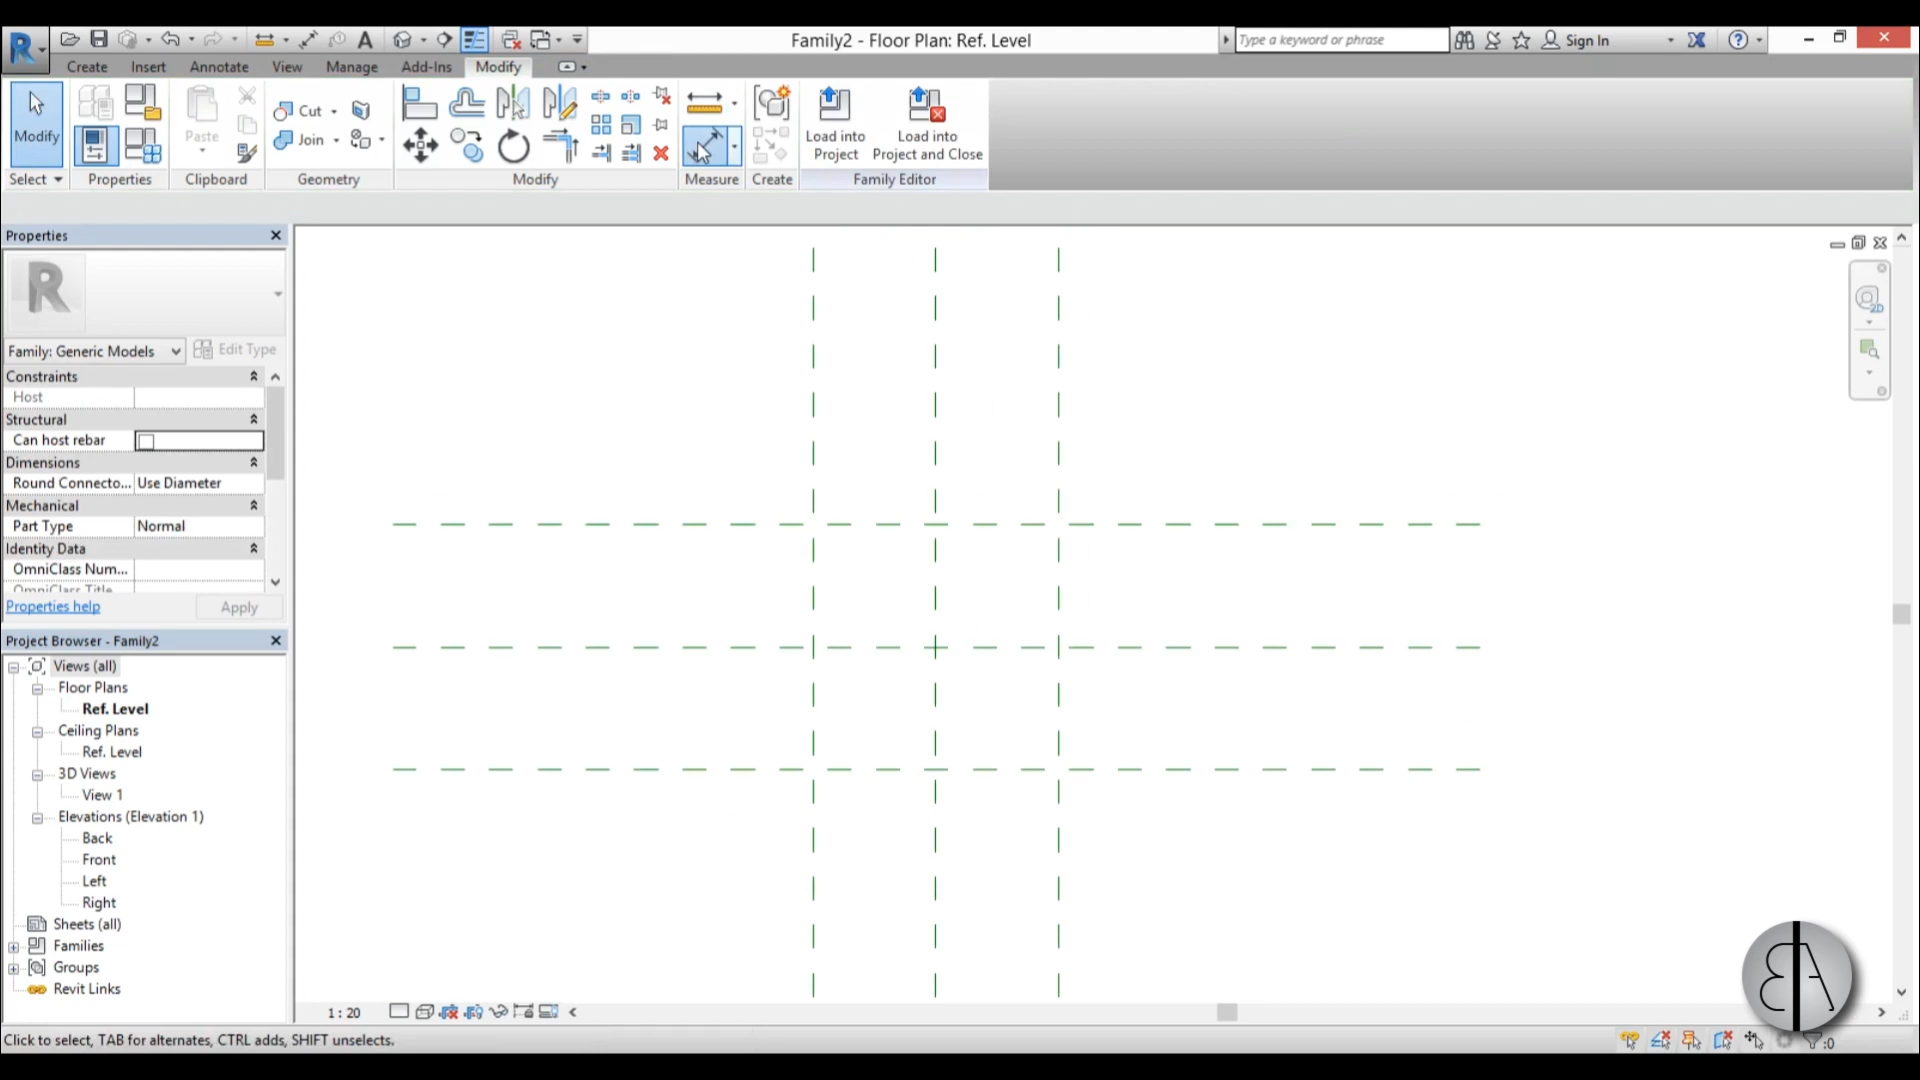 Family2 - Floor Plan: Ref. Level
Type a keyword or phrase
Sign In
Create
Insert
Annotate
View
Manage
Add-Ins
Modify
Modify
Paste
Cut
Join
Load into
Project
Load into
Project and Close
Select
Properties
Clipboard
Geometry
Modify
Measure
Create
Family Editor
Properties
R
Family: Generic Models
Edit Type
Constraints
Host
Structural
Can host rebar
Dimensions
Round Connecto... Use Diameter
Mechanical
Part Type Normal
Identity Data
OmniClass Num...
OmniClass Title
Properties help
Apply
2D
Project Browser - Family2
Views (all)
Floor Plans
Ref. Level
Ceiling Plans
Ref. Level
3D Views
View 1
Elevations (Elevation 1)
Back
Front
Left
Right
Sheets (all)
Families
Groups
Revit Links
1 : 20
Click to select, TAB for alternates, CTRL adds, SHIFT unselects.
:0